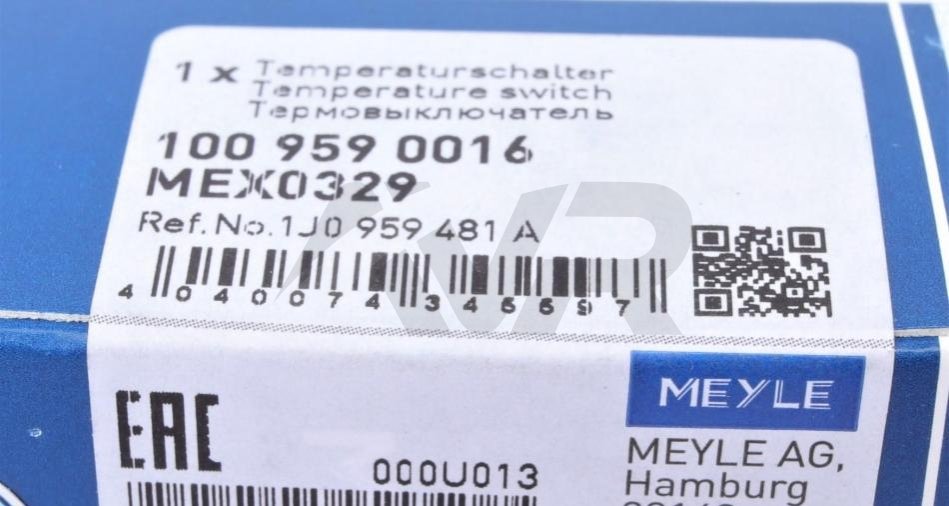 1 x Temperaturschalter
Temperature switch
Термовыключатель
100 959 0016
MEX0329
Ref.No.1J0 959 481 A
4 040074 345597
EAC
000U013
MEYLE
MEYLE AG,
Hamburg